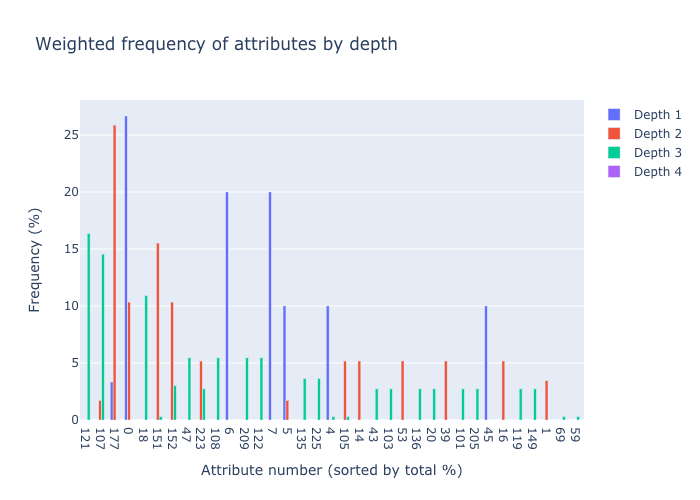 Weighted frequency of attributes by depth
Depth 1
Depth 2
Depth 3
Depth 4
25
20
15
10
5
0
Frequency (%)
121 107 177 0 18 151 152 47 223 108 6 209 122 7 5 135 225 4 105 14 43 103 53 136 20 39 101 205 45 16 119 149 1 69 59
Attribute number (sorted by total %)